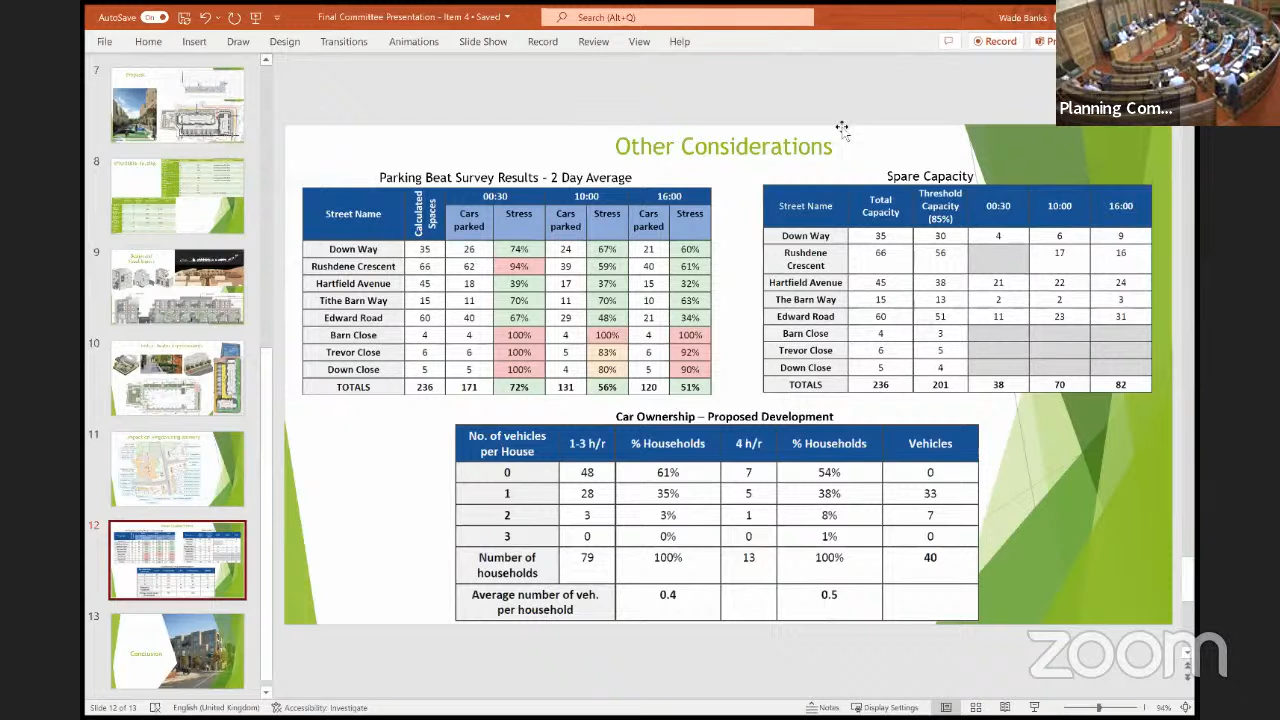 AutoSave On Final Committee Presentation – Item 4 • Saved Search (Alt+Q) Wade Banks
File Home Insert Draw Design Transitions Animations Slide Show Record Review View Help Record
Planning Com...
7
8
9
10
11
12
13
Conclusion
Other Considerations
Parking Beat Survey Results - 2 Day Average
Street Name Calculated Spaces 00:30 10:00 16:00
Cars parked Stress Cars parked Stress Cars parked Stress
Down Way 35 26 74% 24 67% 21 60%
Rushdene Crescent 66 62 94% 39 59% 40 61%
Hartfield Avenue 45 18 39% 17 37% 15 32%
Tithe Barn Way 15 11 70% 11 70% 10 63%
Edward Road 60 40 67% 29 48% 21 34%
Barn Close 4 4 100% 4 100% 4 100%
Trevor Close 6 6 100% 5 83% 6 92%
Down Close 5 5 100% 4 80% 5 90%
TOTALS 236 171 72% 131 56% 120 51%
Spare Capacity
Street Name Total Capacity Threshold Capacity (85%) 00:30 10:00 16:00
Down Way 35 30 4 6 9
Rushdene Crescent 66 56 17 16
Hartfield Avenue 45 38 21 22 24
The Barn Way 15 13 2 2 3
Edward Road 60 51 11 23 31
Barn Close 4 3
Trevor Close 6 5
Down Close 5 4
TOTALS 236 201 38 70 82
Car Ownership – Proposed Development
No. of vehicles per House 1-3 h/r % Households 4 h/r % Households Vehicles
0 48 61% 7 54% 0
1 28 35% 5 38% 33
2 3 3% 1 8% 7
3 0 0% 0 1% 0
Number of households 79 100% 13 100% 40
Average number of veh. per household 0.4 0.5
zoom
Slide 12 of 13 English (United Kingdom) Accessibility: Investigate Notes Display Settings 94%